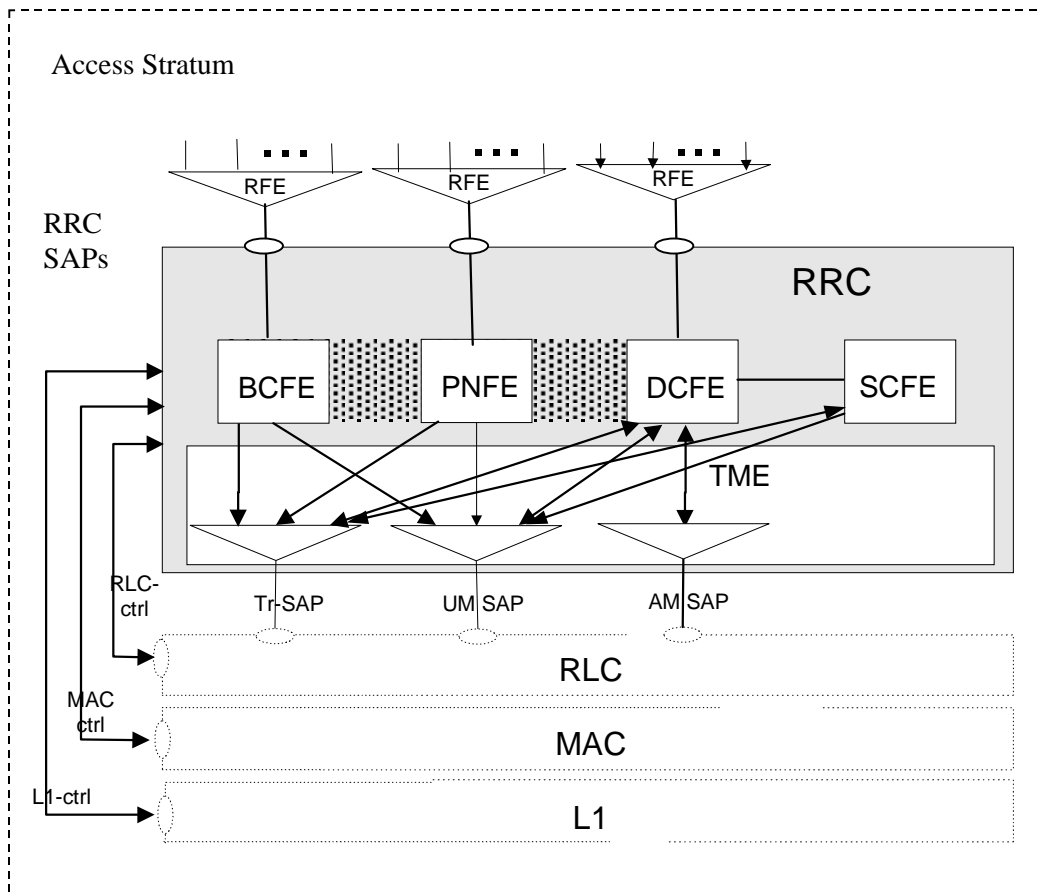 Access Stratum
RFE
RFE
RFE
RRC
SAPs
RRC
BCFE
PNFE
DCFE
SCFE
TME
RLC-
ctrl
Tr-SAP
UM SAP
AM SAP
RLC
MAC
ctrl
MAC
L1-ctrl
L1